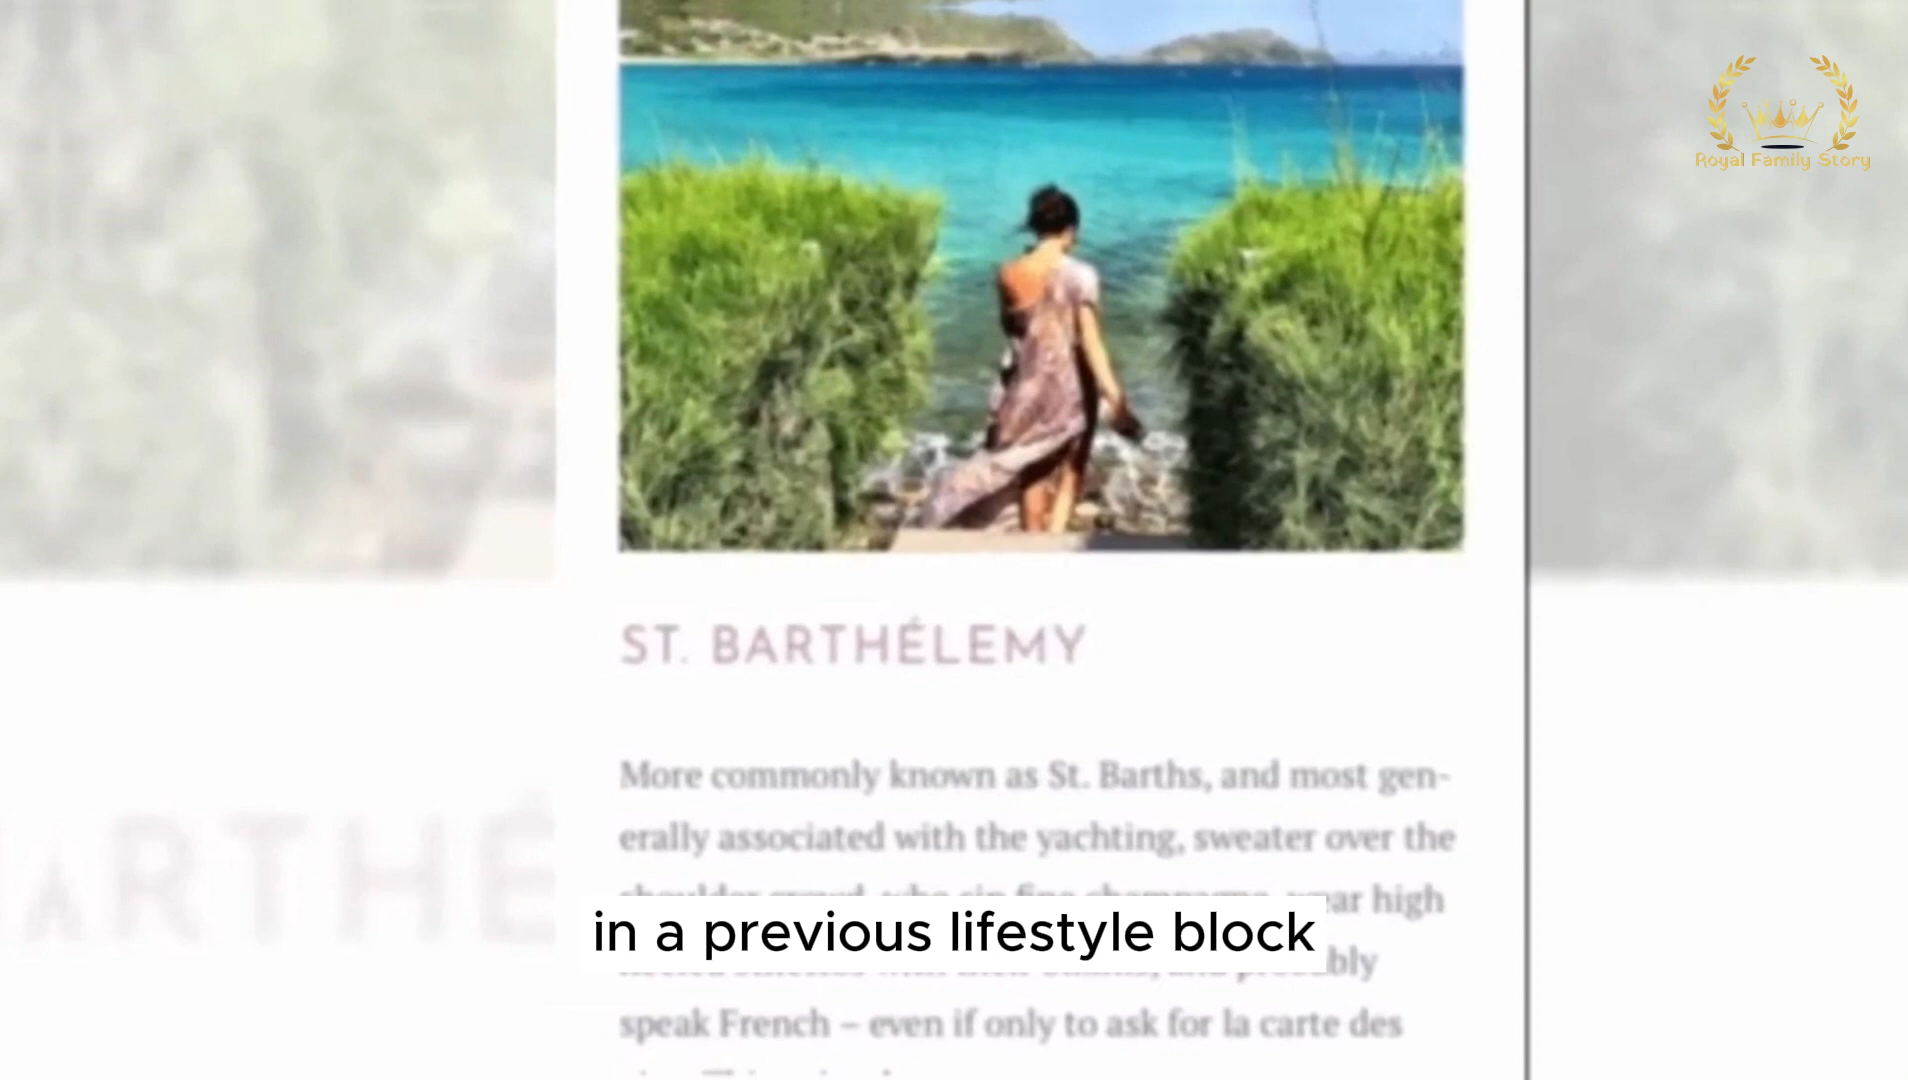 Royal Family Story
ST. BARTHÉLEMY
More commonly known as St. Barths, and most gen-
erally associated with the yachting, sweater over the
high
in a previous lifestyle block
speak French – even if only to ask for la carte des